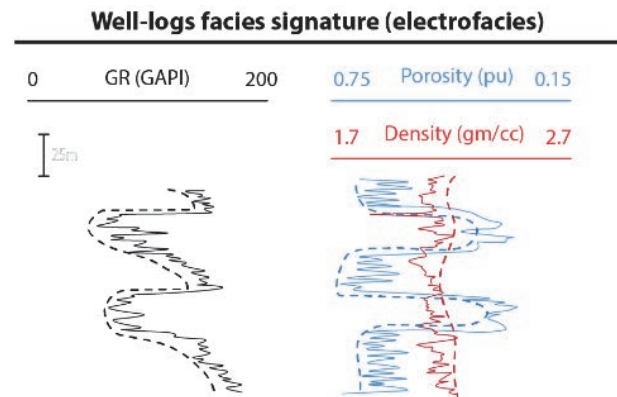 Well-logs facies signature (electrofacies)
0 GR (GAPI) 200
0.75 Porosity (pu) 0.15
1.7 Density (gm/cc) 2.7
25m